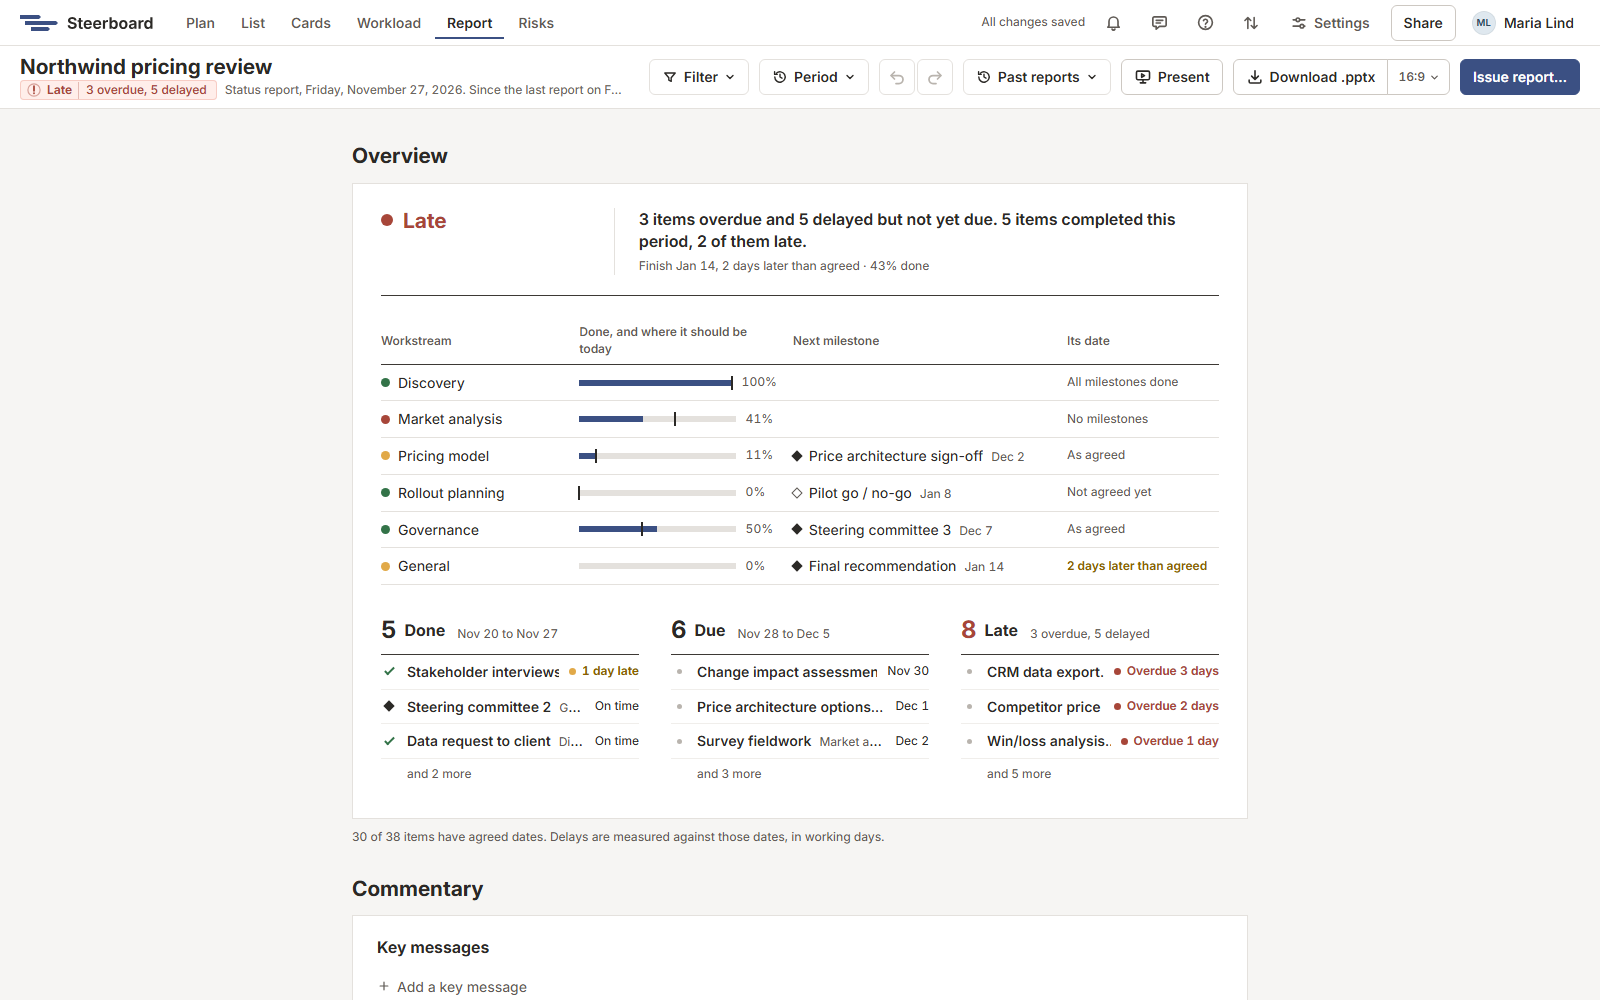 Steerboard
Plan
List
Cards
Workload
Report
Risks
All changes saved
Settings
Share
ML
Maria Lind
Northwind pricing review
Late
3 overdue, 5 delayed
Status report, Friday, November 27, 2026. Since the last report on F...
Filter
Period
Past reports
Present
Download .pptx
16:9
Issue report...
Overview
Late
3 items overdue and 5 delayed but not yet due. 5 items completed this
period, 2 of them late.
Finish Jan 14, 2 days later than agreed · 43% done
Workstream
Done, and where it should be
today
Next milestone
Its date
Discovery 100% All milestones done
Market analysis 41% No milestones
Pricing model 11% Price architecture sign-off Dec 2 As agreed
Rollout planning 0% Pilot go / no-go Jan 8 Not agreed yet
Governance 50% Steering committee 3 Dec 7 As agreed
General 0% Final recommendation Jan 14 2 days later than agreed
5 Done Nov 20 to Nov 27
Stakeholder interviews 1 day late
Steering committee 2 G... On time
Data request to client Di... On time
and 2 more
6 Due Nov 28 to Dec 5
Change impact assessmen Nov 30
Price architecture options... Dec 1
Survey fieldwork Market a... Dec 2
and 3 more
8 Late 3 overdue, 5 delayed
CRM data export. Overdue 3 days
Competitor price Overdue 2 days
Win/loss analysis.. Overdue 1 day
and 5 more
30 of 38 items have agreed dates. Delays are measured against those dates, in working days.
Commentary
Key messages
+ Add a key message